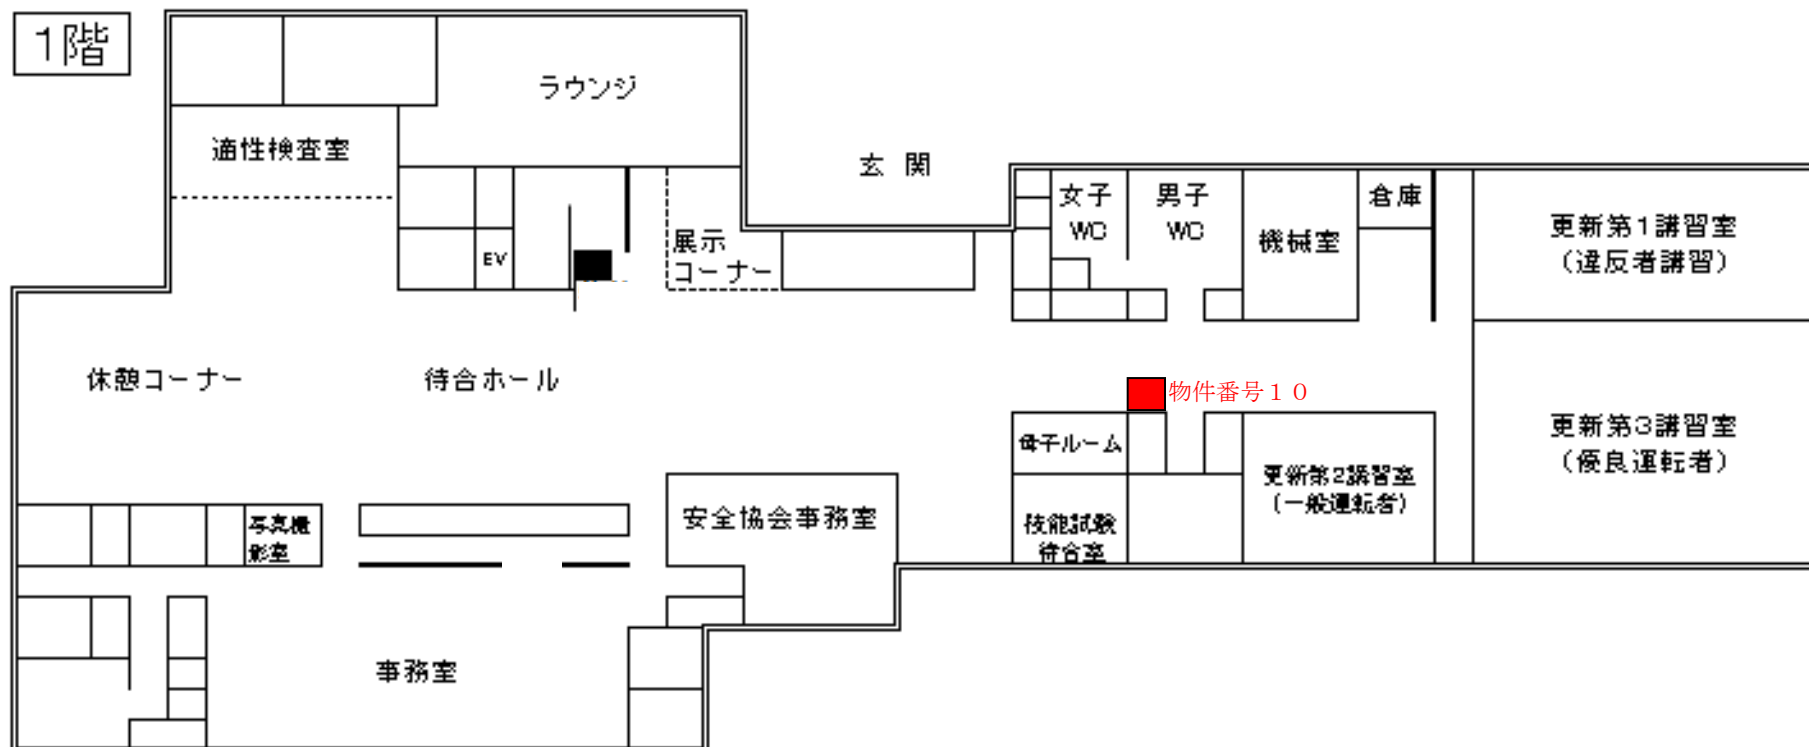 1階
ラウンジ
適性検査室
玄 関
女子
WC
男子
WC
倉庫
機械室
更新第1講習室
(違反者講習)
EV
展示
コーナー
休憩コーナー
待合ホール
物件番号１０
母子ルーム
更新第2講習室
(一般運転者)
更新第3講習室
(優良運転者)
写真撮
影室
安全協会事務室
技能試験
待合室
事務室